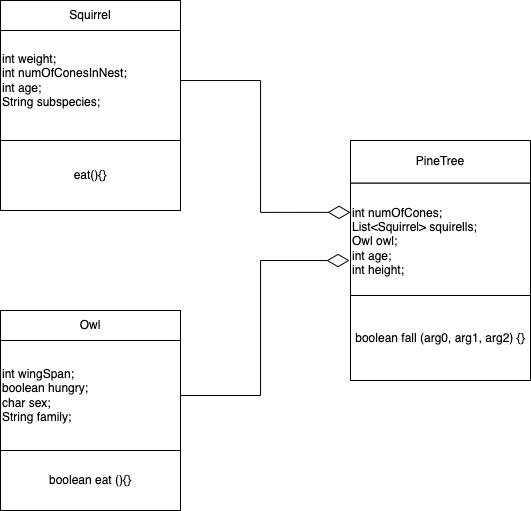 Squirrel
int weight;
int numOfConesInNest;
int age;
String subspecies;
eat(){}
PineTree
int numOfCones;
List<Squirrel> squirells;
Owl owl;
int age;
int height;
boolean fall (arg0, arg1, arg2) {}
Owl
int wingSpan;
boolean hungry;
char sex;
String family;
boolean eat (){}